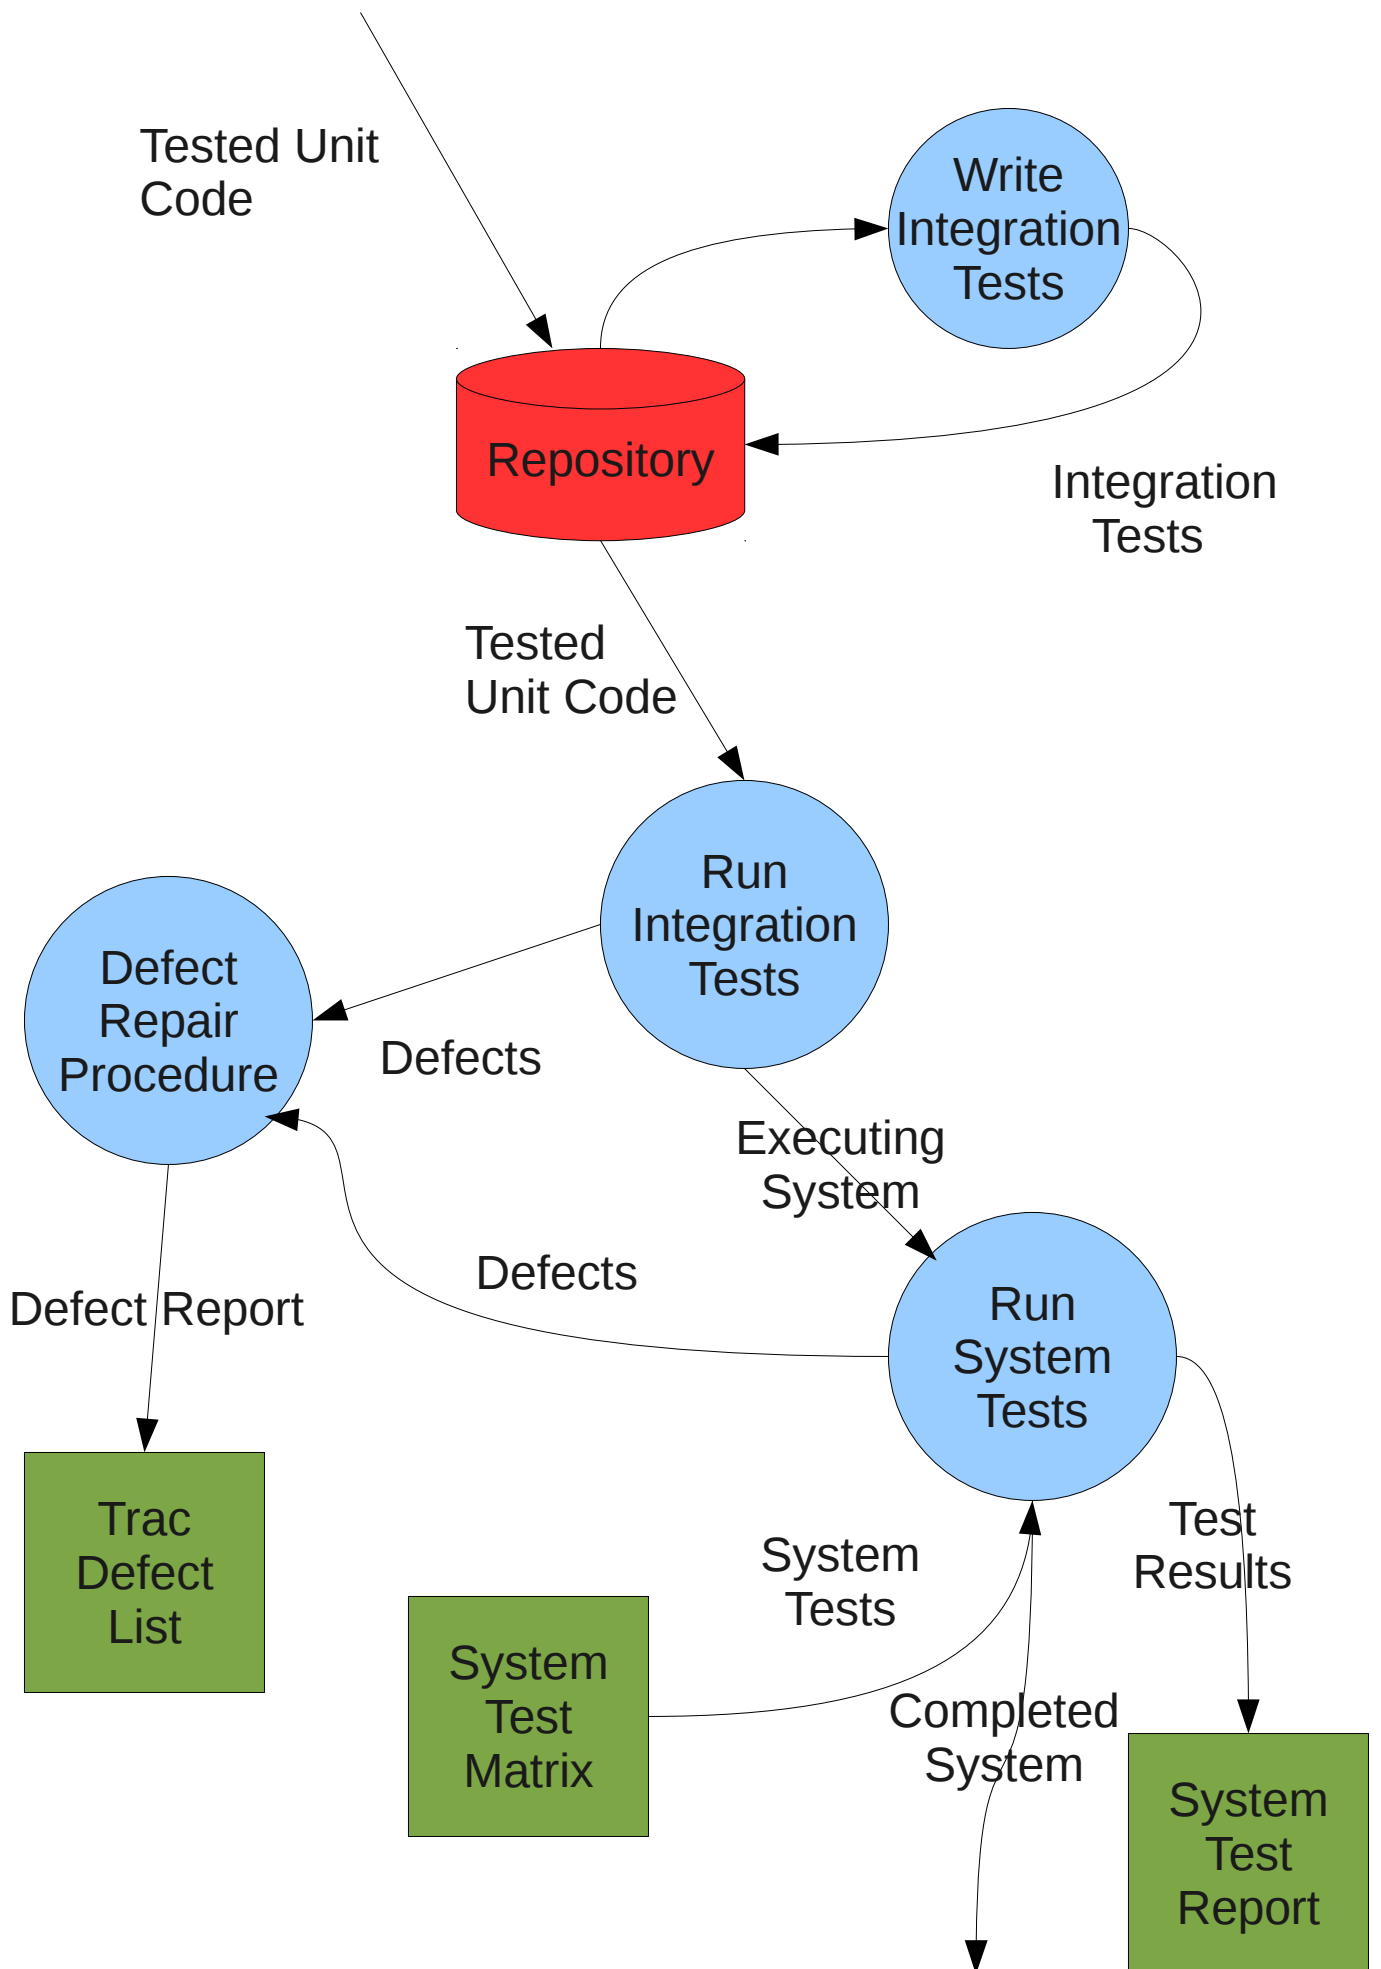 Tested Unit
Code
Write
Integration
Tests
Repository
Integration
Tests
Tested
Unit Code
Run
Integration
Tests
Defect
Repair
Procedure
Defects
Executing
System
Defects
Defect Report
Run
System
Tests
Trac
Defect
List
System
Tests
Test
Results
System
Test
Matrix
Completed
System
System
Test
Report